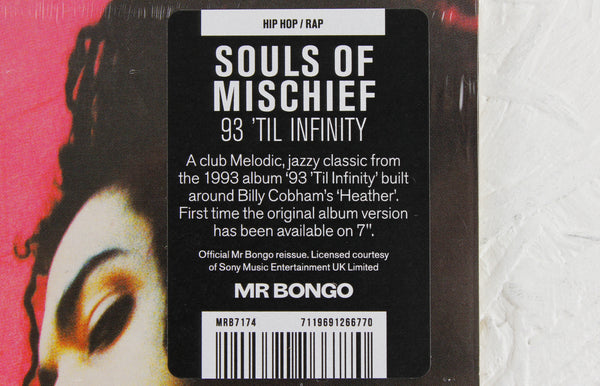 HIP HOP / RAP
SOULS OF
MISCHIEF
93 'TIL INFINITY
A club Melodic, jazzy classic from
the 1993 album ‘93 ’Til Infinity’ built
around Billy Cobham’s ‘Heather’.
First time the original album version
has been available on 7".
Official Mr Bongo reissue. Licensed courtesy
of Sony Music Entertainment UK Limited
MR BONGO
MRB7174 7119691266770